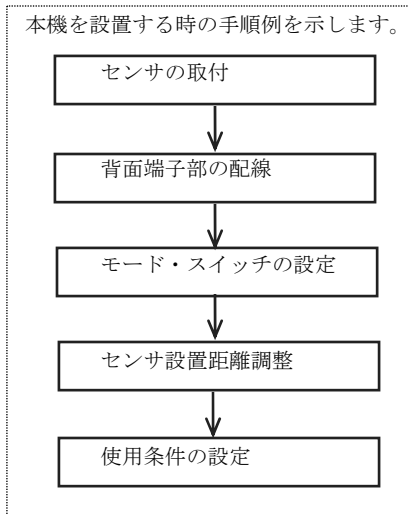 本機を設置する時の手順例を示します。
センサの取付
背面端子部の配線
モード・スイッチの設定
センサ設置距離調整
使用条件の設定